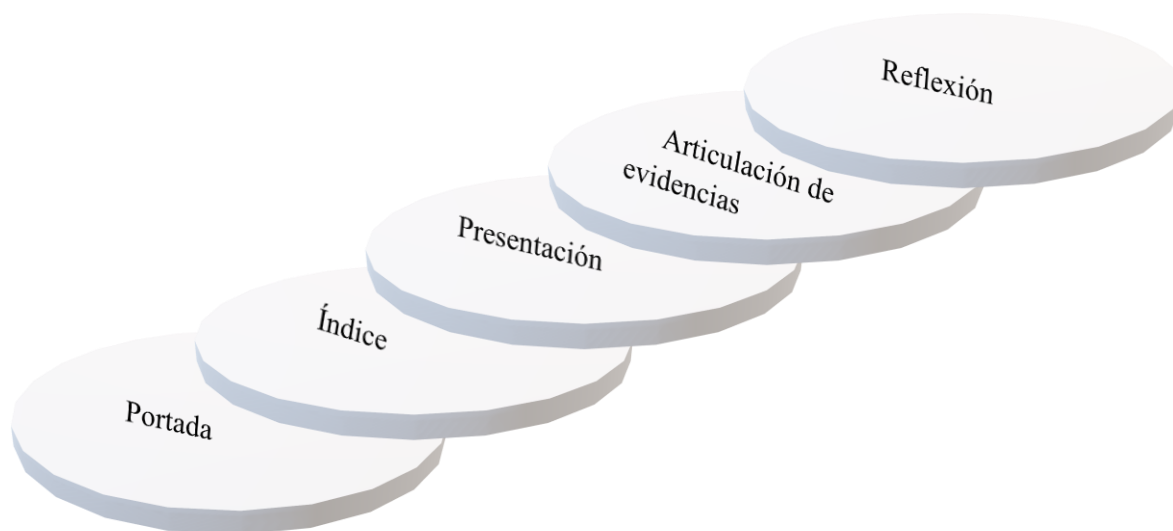 Reflexión
Articulación de
evidencias
Presentación
Índice
Portada